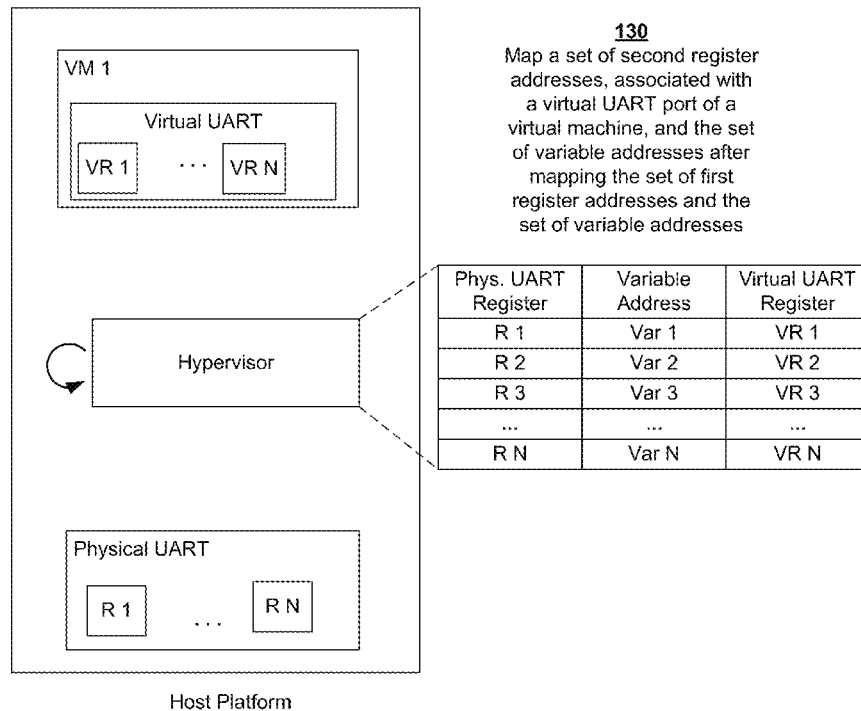 130
Map a set of second register
addresses, associated with
a virtual UART port of a
virtual machine, and the set
of variable addresses after
mapping the set of first
register addresses and the
set of variable addresses
VM 1
Virtual UART
VR 1 ... VR N
Hypervisor
Phys. UART Register Variable Address Virtual UART Register
R 1 Var 1 VR 1
R 2 Var 2 VR 2
R 3 Var 3 VR 3
... ... ...
R N Var N VR N
Physical UART
R 1 ... R N
Host Platform